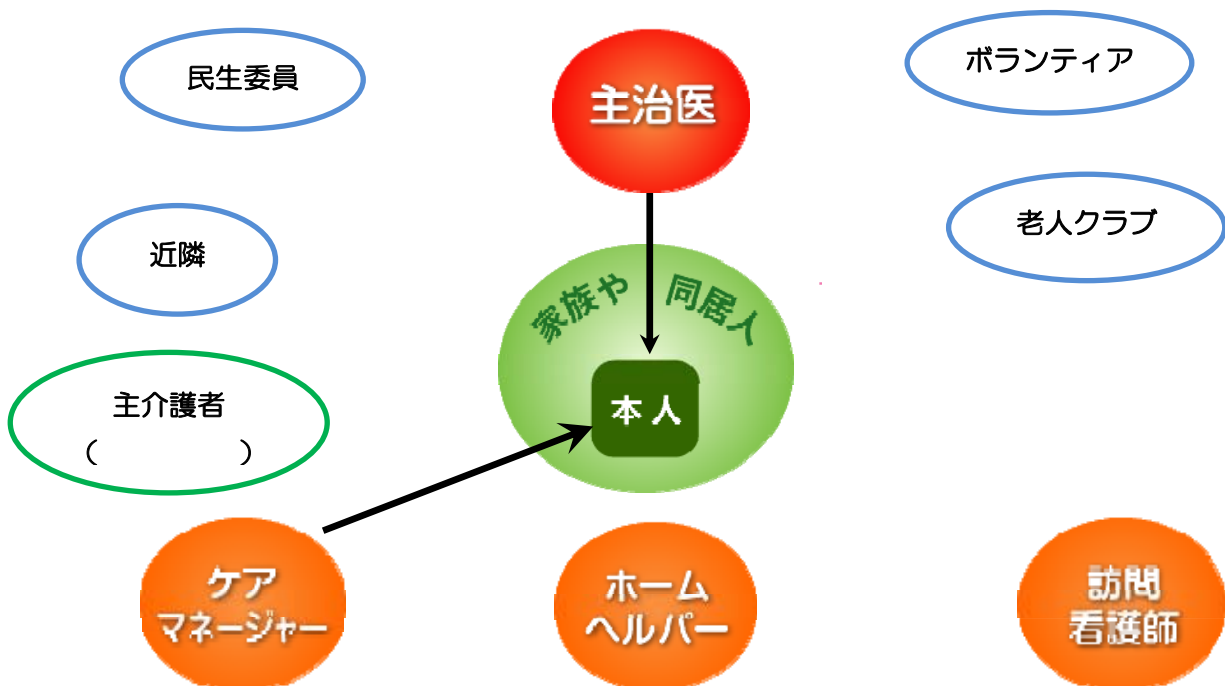 民生委員
主治医
ボランティア
近隣
老人クラブ
家族や 同居人
本人
主介護者
(　　　　　)
ケア
マネージャー
ホーム
ヘルパー
訪問
看護師